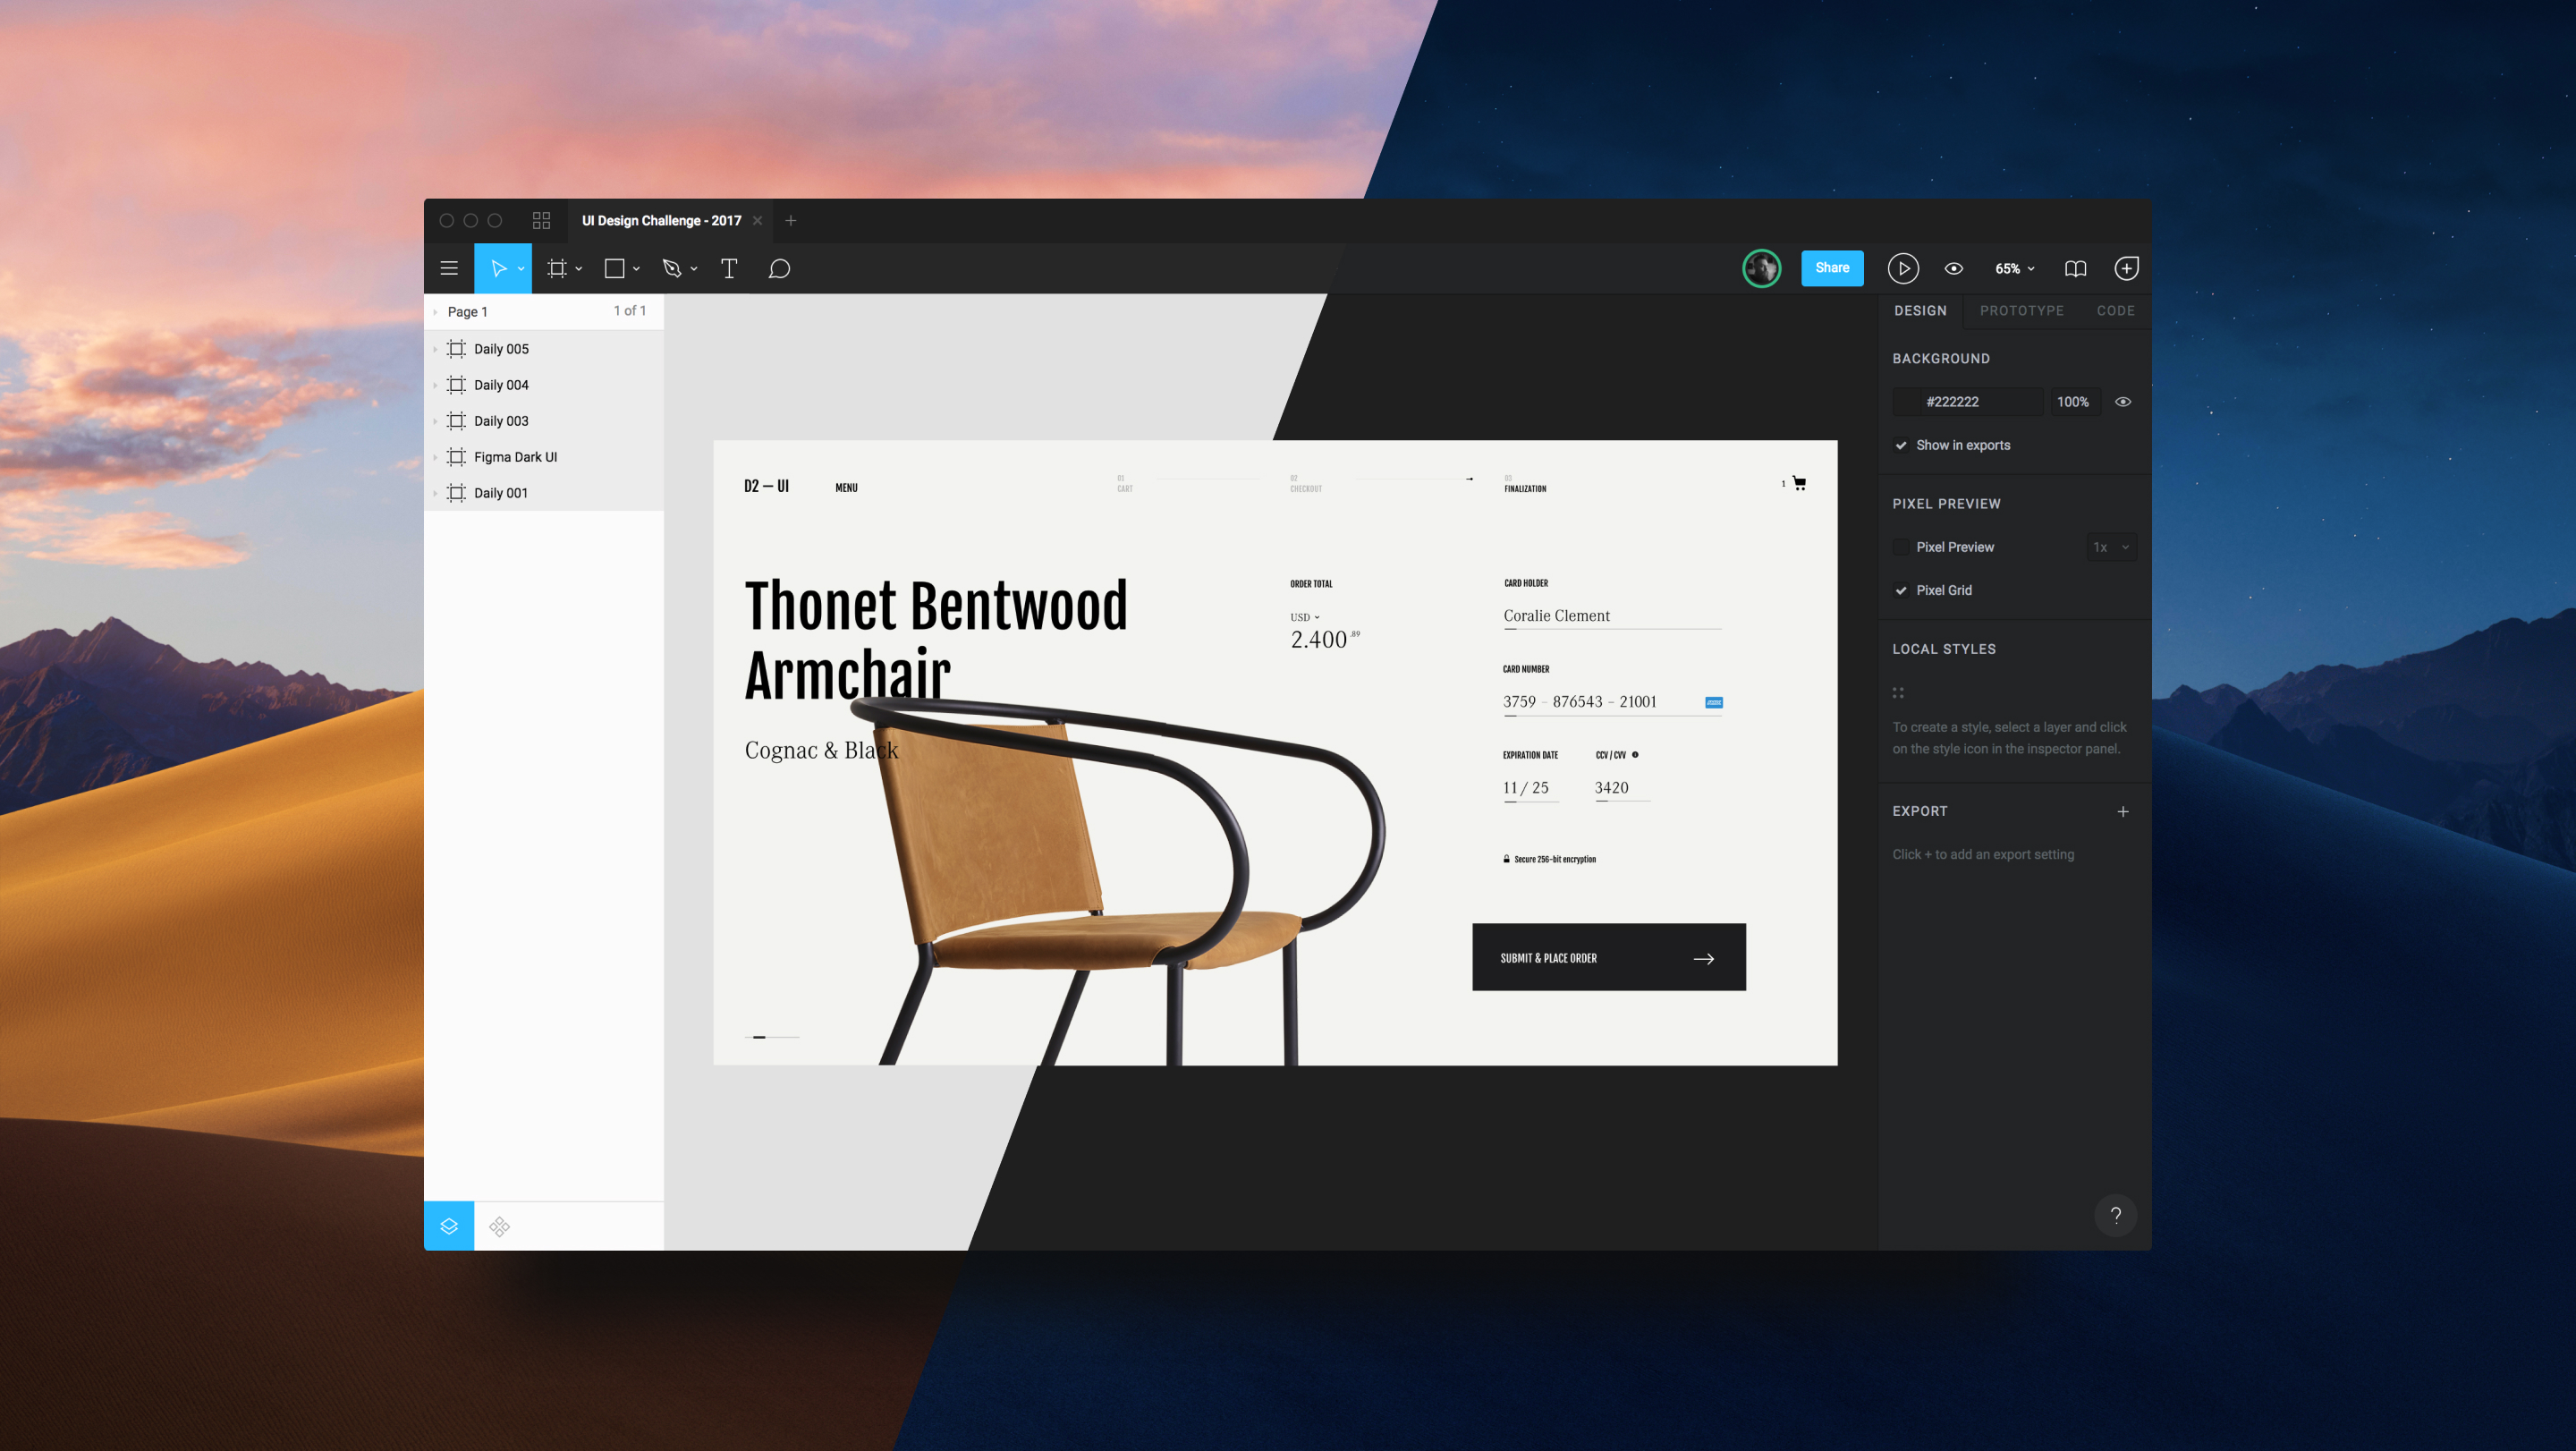 UI Design Challenge - 2017
Share
65%
Page 1
1 of 1
Daily 005
Daily 004
Daily 003
Figma Dark UI
Daily 001
D2 — UI
MENU
01
CART
02
CHECKOUT
03
FINALIZATION
1
Thonet Bentwood
Armchair
Cognac & Black
ORDER TOTAL
USD
2.400.89
CARD HOLDER
Coralie Clement
CARD NUMBER
3759 - 876543 - 21001
EXPIRATION DATE
CCV / CVV
11 / 25
3420
Secure 256-bit encryption
SUBMIT & PLACE ORDER
DESIGN
PROTOTYPE
CODE
BACKGROUND
#222222
100%
Show in exports
PIXEL PREVIEW
Pixel Preview
1x
Pixel Grid
LOCAL STYLES
To create a style, select a layer and click
on the style icon in the inspector panel.
EXPORT
Click + to add an export setting
?